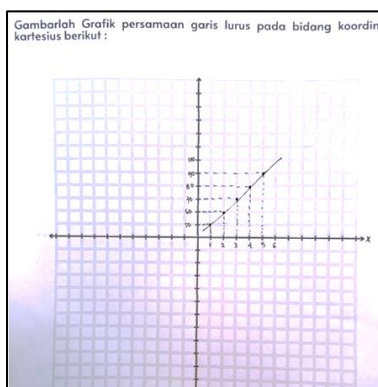 Gambarlah Grafik persamaan garis lurus pada bidang koordin
kartesius berikut :
100
90
80
70
60
50
X
1 2 3 4 5 6